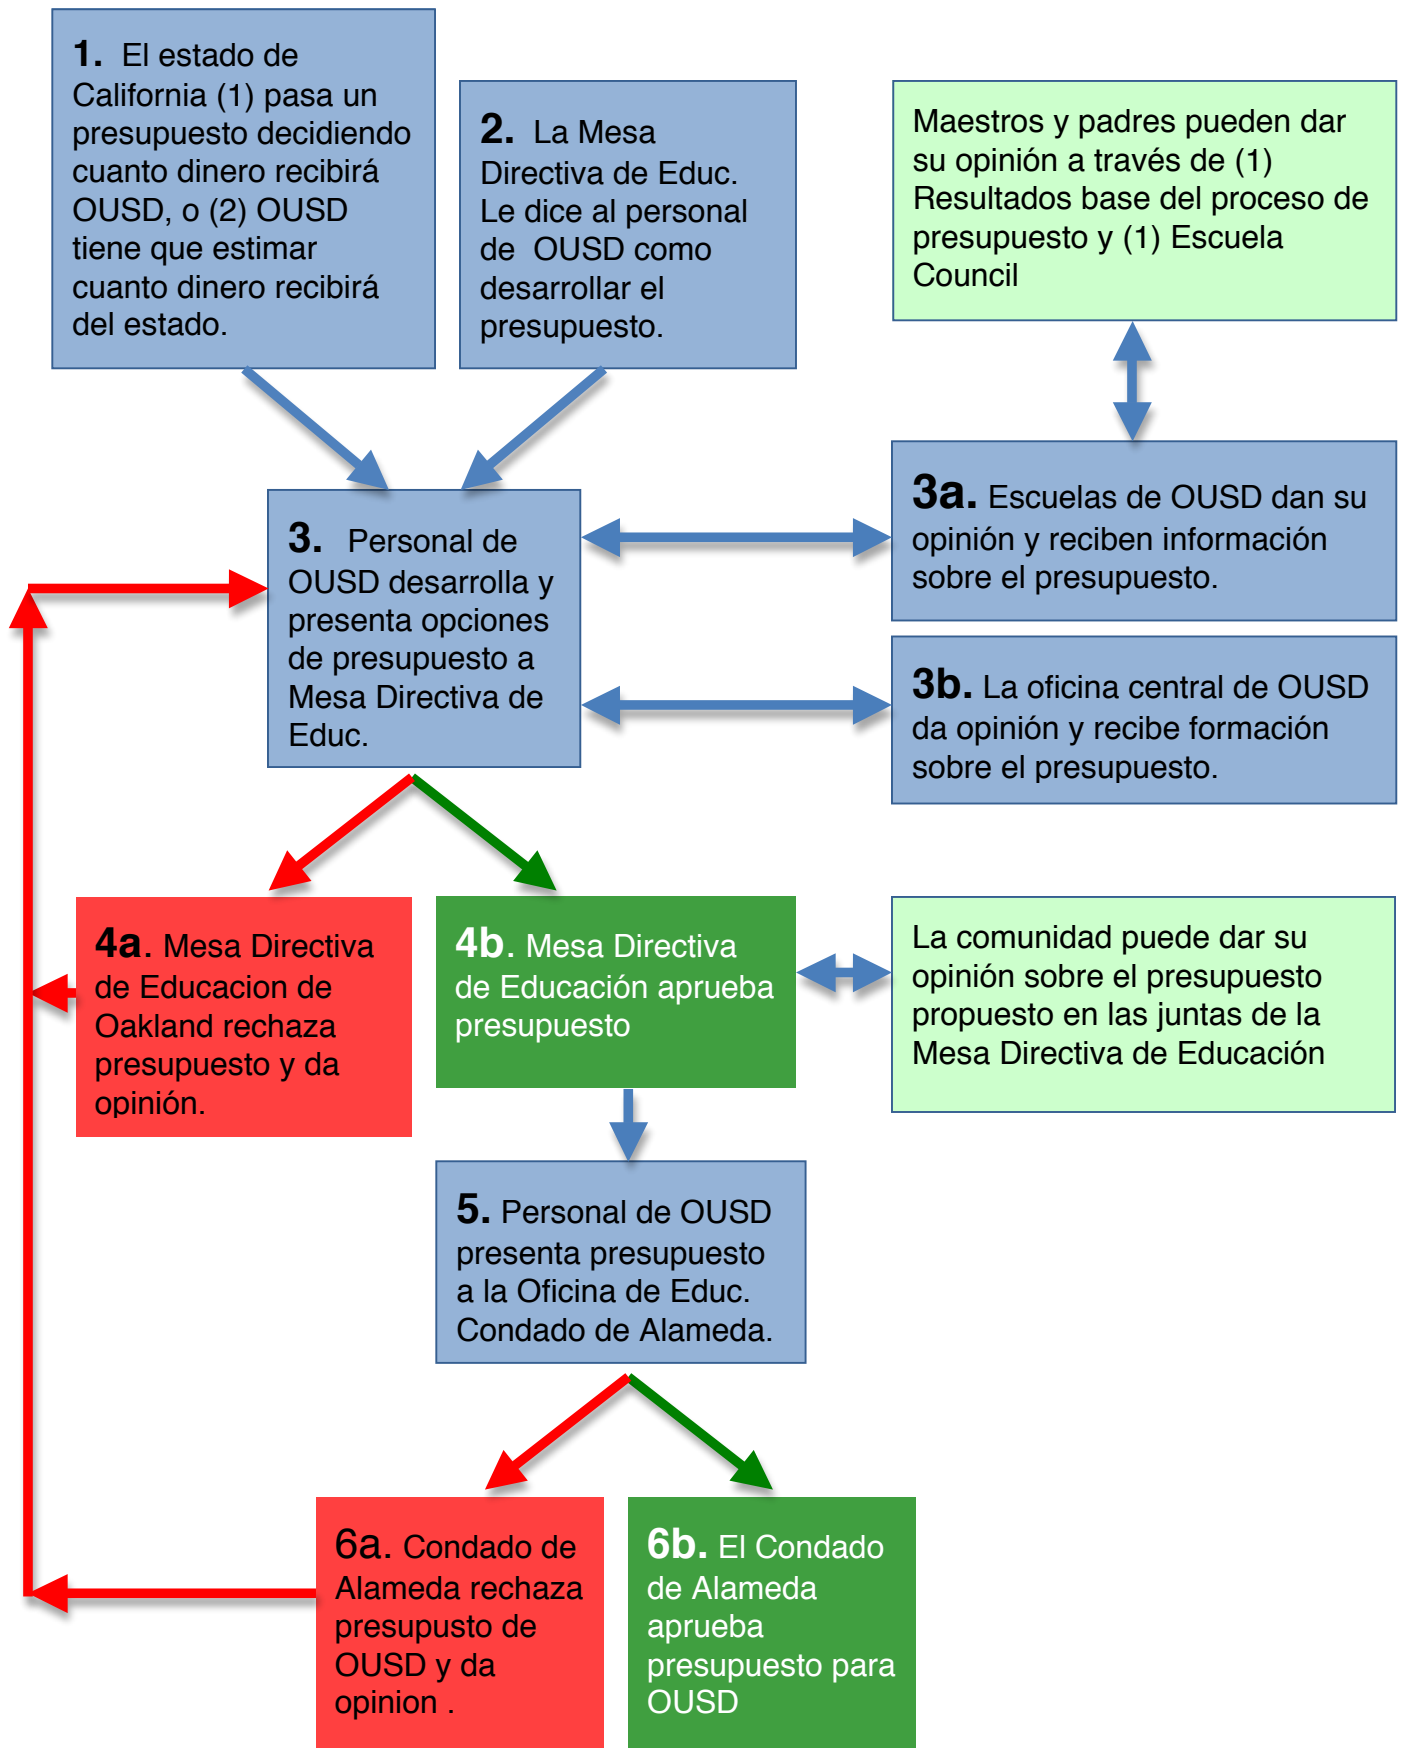 1. El estado de
California (1) pasa un
presupuesto decidiendo
cuanto dinero recibirá
OUSD, o (2) OUSD
tiene que estimar
cuanto dinero recibirá
del estado.
2. La Mesa
Directiva de Educ.
Le dice al personal
de OUSD como
desarrollar el
presupuesto.
Maestros y padres pueden dar
su opinión a través de (1)
Resultados base del proceso de
presupuesto y (1) Escuela
Council
3. Personal de
OUSD desarrolla y
presenta opciones
de presupuesto a
Mesa Directiva de
Educ.
3a. Escuelas de OUSD dan su
opinión y reciben información
sobre el presupuesto.
3b. La oficina central de OUSD
da opinión y recibe formación
sobre el presupuesto.
4a. Mesa Directiva
de Educacion de
Oakland rechaza
presupuesto y da
opinión.
4b. Mesa Directiva
de Educación aprueba
presupuesto
La comunidad puede dar su
opinión sobre el presupuesto
propuesto en las juntas de la
Mesa Directiva de Educación
5. Personal de OUSD
presenta presupuesto
a la Oficina de Educ.
Condado de Alameda.
6a. Condado de
Alameda rechaza
presupusto de
OUSD y da
opinion .
6b. El Condado
de Alameda
aprueba
presupuesto para
OUSD